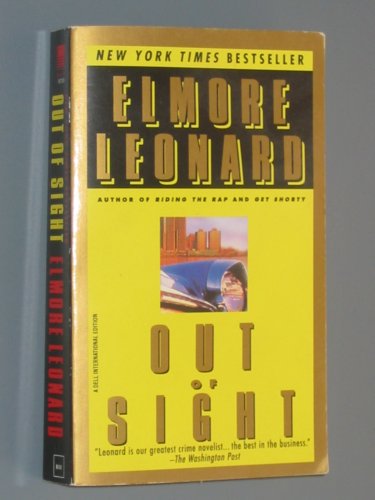 NEW YORK TIMES BESTSELLER
ELMORE
LEONARD
AUTHOR OF RIDING THE RAP AND GET SHORTY
A DELL INTERNATIONAL EDITION
OUT
OF
SIGHT
"Leonard is our greatest crime novelist... the best in the business."
–The Washington Post
OUT OF SIGHT ELMORE LEONARD